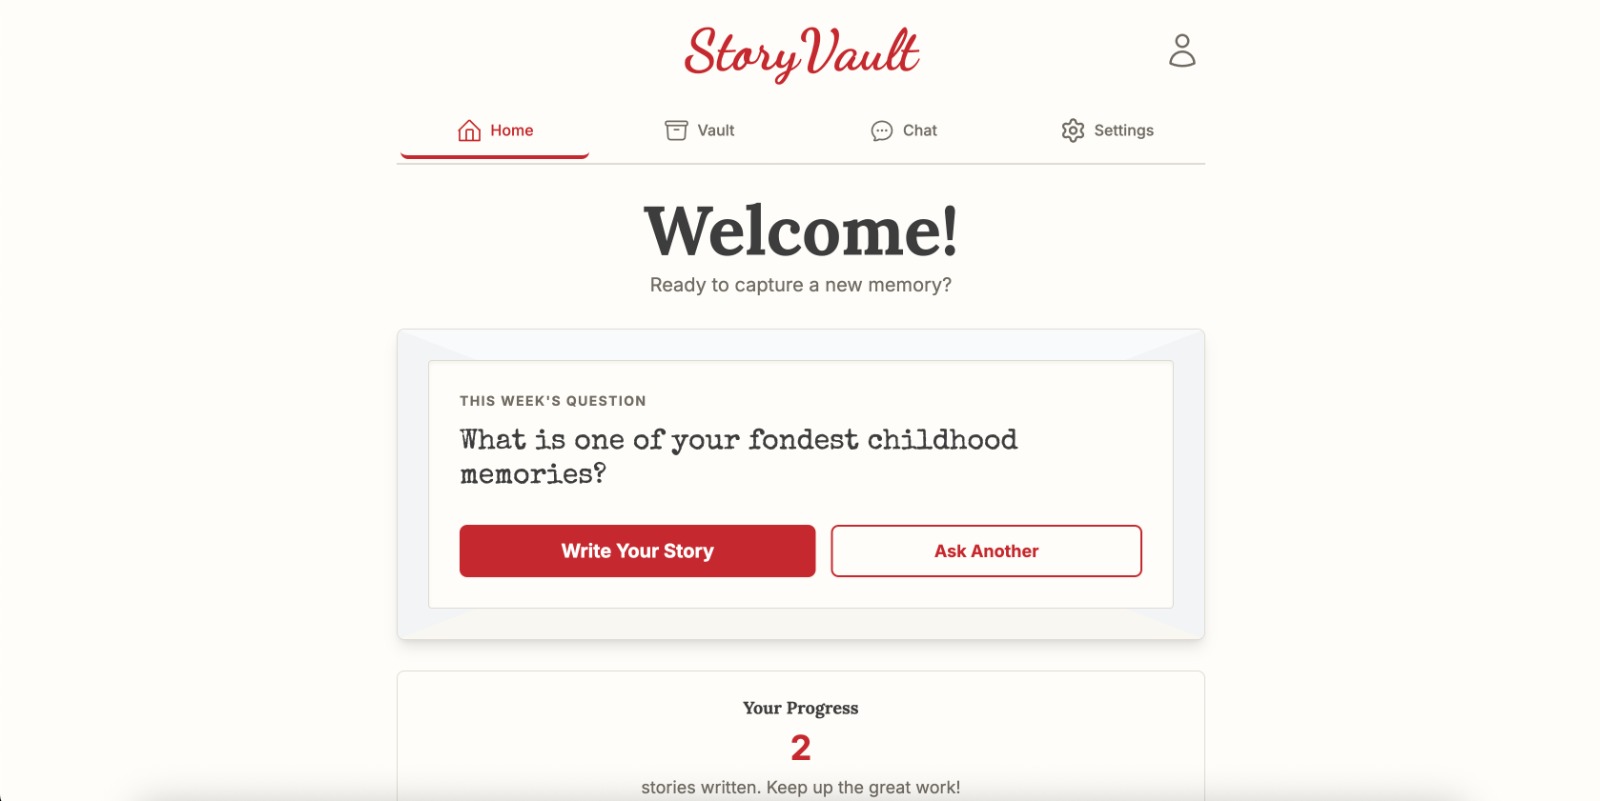 StoryVault
Home
Vault
Chat
Settings
Welcome!
Ready to capture a new memory?
THIS WEEK'S QUESTION
What is one of your fondest childhood
memories?
Write Your Story
Ask Another
Your Progress
2
stories written. Keep up the great work!